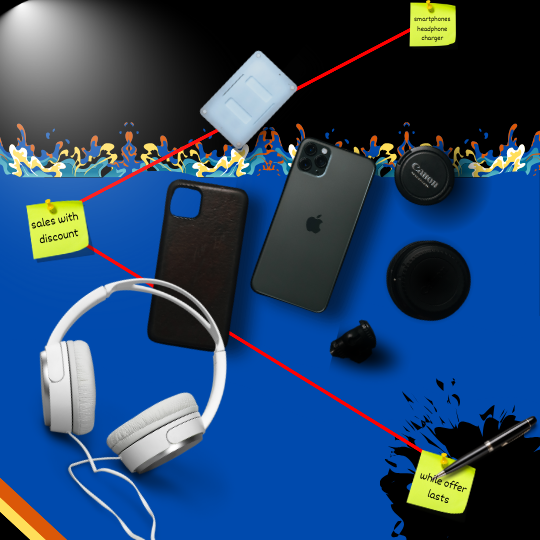 smartphones
headphone
charger
sales with
discount
Canon
while offer
lasts